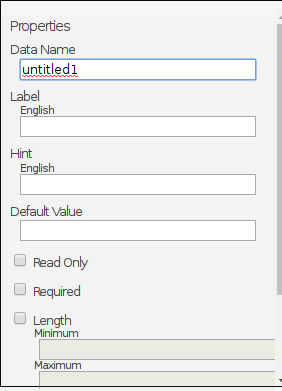 Properties
Data Name
untitled1
Label
English
Hint
English
Default Value
Read Only
Required
Length
Minimum
Maximum